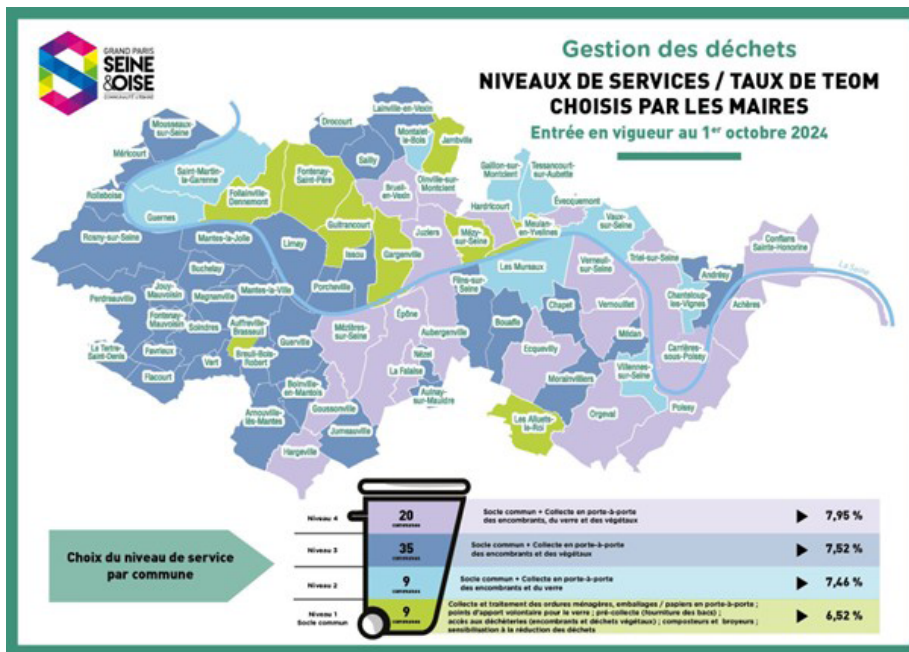 GRAND PARIS
SEINE
&OISE
COMMUNAUTÉ URBAINE
Gestion des déchets
NIVEAUX DE SERVICES / TAUX DE TEOM
CHOISIS PAR LES MAIRES
Entrée en vigueur au 1er octobre 2024
Mousseaux-
sur-Seine
Méricourt
Rolleboise
Saint-Martin-
la-Garenne
Guernes
Follainville-
Dennemont
Fontenay-
Saint-Père
Drocourt
Lainville-en-Vexin
Montalet-
le-Bois
Jambville
Sailly
Brueil-
en-Vexin
Oinville-sur-
Montcient
Gaillon-sur-
Montcient
Tessancourt-
sur-Aubette
Hardricourt
Évecquemont
Rosny-sur-Seine
Mantes-la-Jolie
Limay
Guitrancourt
Issou
Gargenville
Juziers
Mézy-
sur-Seine
Meulan-
en-Yvelines
Vaux-
sur-Seine
Les Mureaux
Verneuil-
sur-Seine
Triel-sur-Seine
Conflans
Sainte-Honorine
La Seine
Andrésy
Chanteloup-
les-Vignes
Achères
Buchelay
Jouy-
Mauvoisin
Perdreauville
Magnanville
Mantes-la-Ville
Porcheville
Flins-sur-
Seine
Bouafle
Chapet
Vernouillet
Médan
Carrières-
sous-Poissy
Fontenay-
Mauvoisin
Soindres
Auffreville-
Brasseuil
Guerville
Mézières-
sur-Seine
Épône
Aubergenville
Ecquevilly
Villennes-
sur-Seine
Le Tertre-
Saint-Denis
Favrieux
Vert
Breuil-Bois-
Robert
Flacourt
Boinville-
en-Mantois
Nézel
La Falaise
Aulnay-
sur-Mauldre
Morainvilliers
Orgeval
Poissy
Les Alluets-
le-Roi
Arnouville-
lès-Mantes
Goussonville
Jumeauville
Hargeville
Choix du niveau de service
par commune
Niveau 4
20
communes
Socle commun + Collecte en porte-à-porte
des encombrants, du verre et des végétaux
7,95 %
Niveau 3
35
communes
Socle commun + Collecte en porte-à-porte
des encombrants et des végétaux
7,52 %
Niveau 2
9
communes
Socle commun + Collecte en porte-à-porte
des encombrants et du verre
7,46 %
Niveau 1
Socle commun
9
communes
Collecte et traitement des ordures ménagères, emballages / papiers en porte-à-porte ;
points d'apport volontaire pour le verre ; pré-collecte (fourniture des bacs) ;
accès aux déchèteries (encombrants et déchets végétaux) ; composteurs et broyeurs ;
sensibilisation à la réduction des déchets
6,52 %